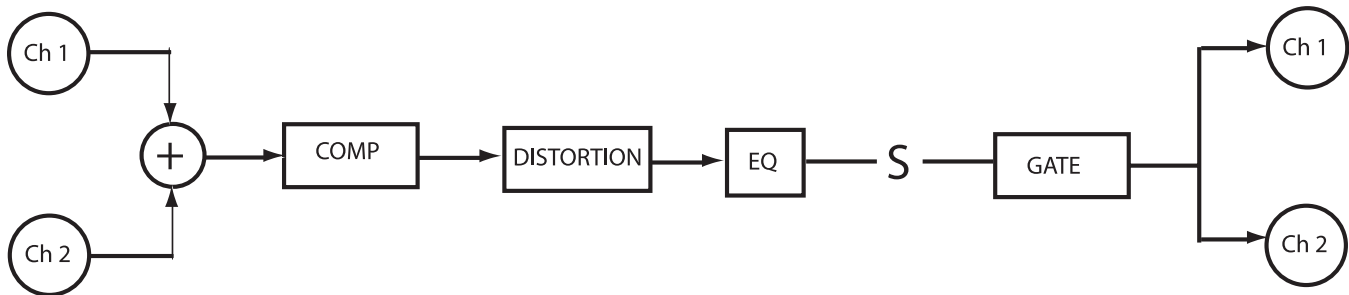 Ch 1
Ch 2
+
COMP
DISTORTION
EQ
S
GATE
Ch 1
Ch 2